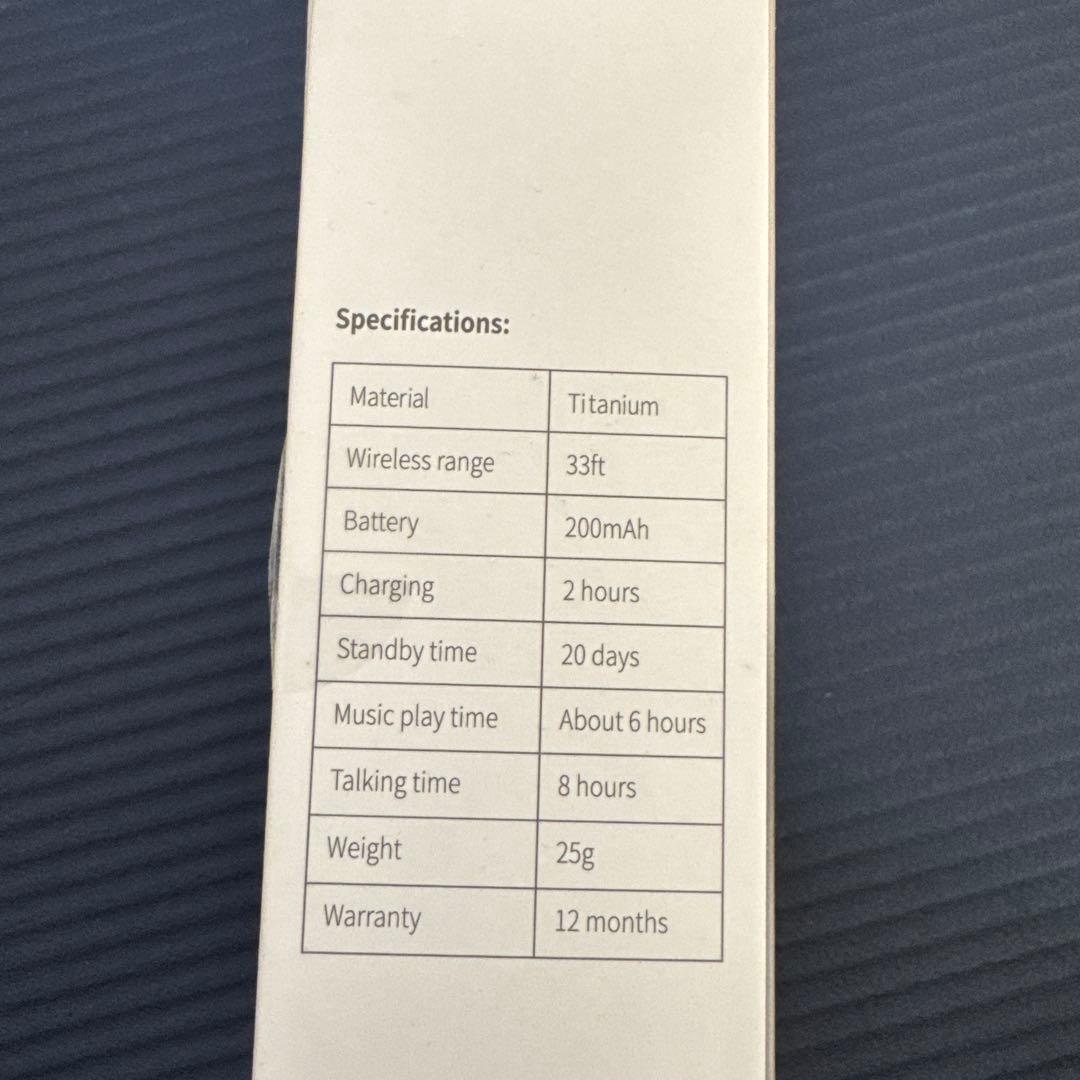 Specifications:
Material Titanium
Wireless range 33ft
Battery 200mAh
Charging 2 hours
Standby time 20 days
Music play time About 6 hours
Talking time 8 hours
Weight 25g
Warranty 12 months